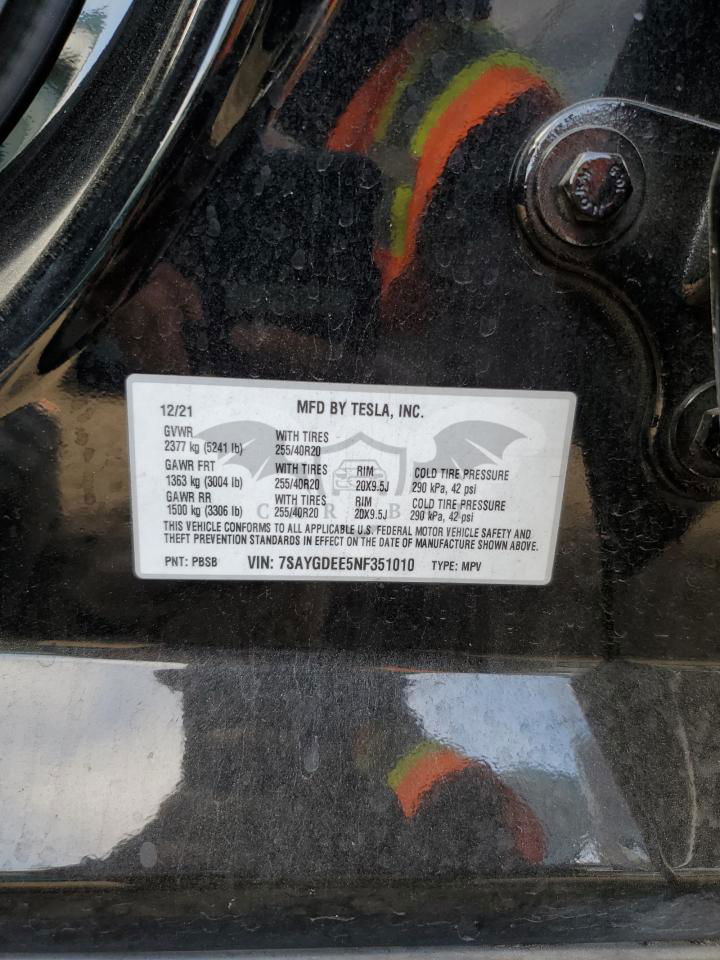 12/21 MFD BY TESLA, INC.
GVWR WITH TIRES
2377 kg (5241 lb) 255/40R20
GAWR FRT WITH TIRES RIM COLD TIRE PRESSURE
1363 kg (3004 lb) 255/40R20 20X9.5J 290 kPa, 42 psi
GAWR RR WITH TIRES RIM COLD TIRE PRESSURE
1500 kg (3306 lb) 255/40R20 20X9.5J 290 kPa, 42 psi
THIS VEHICLE CONFORMS TO ALL APPLICABLE U.S. FEDERAL MOTOR VEHICLE SAFETY AND
THEFT PREVENTION STANDARDS IN EFFECT ON THE DATE OF MANUFACTURE SHOWN ABOVE.
PNT: PBSB VIN: 7SAYGDEE5NF351010 TYPE: MPV